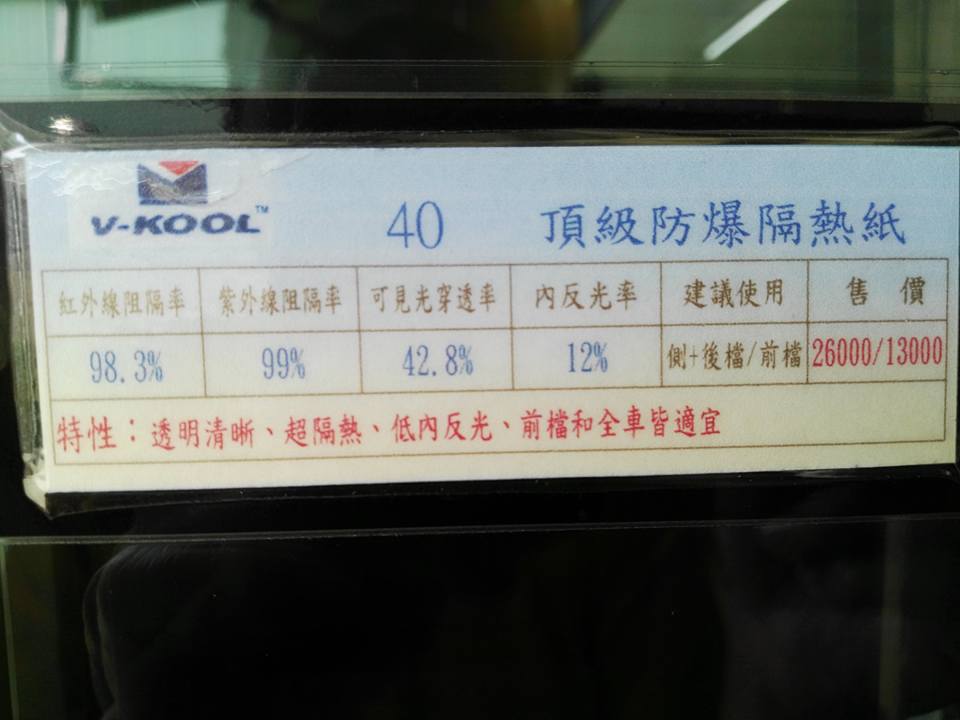 V-KOOL™ 40 頂級防爆隔熱紙
紅外線阻隔率 紫外線阻隔率 可見光穿透率 內反光率 建議使用 售 價
98.3% 99% 42.8% 12% 側+後檔/前檔 26000/13000
特性：透明清晰、超隔熱、低內反光、前檔和全車皆適宜